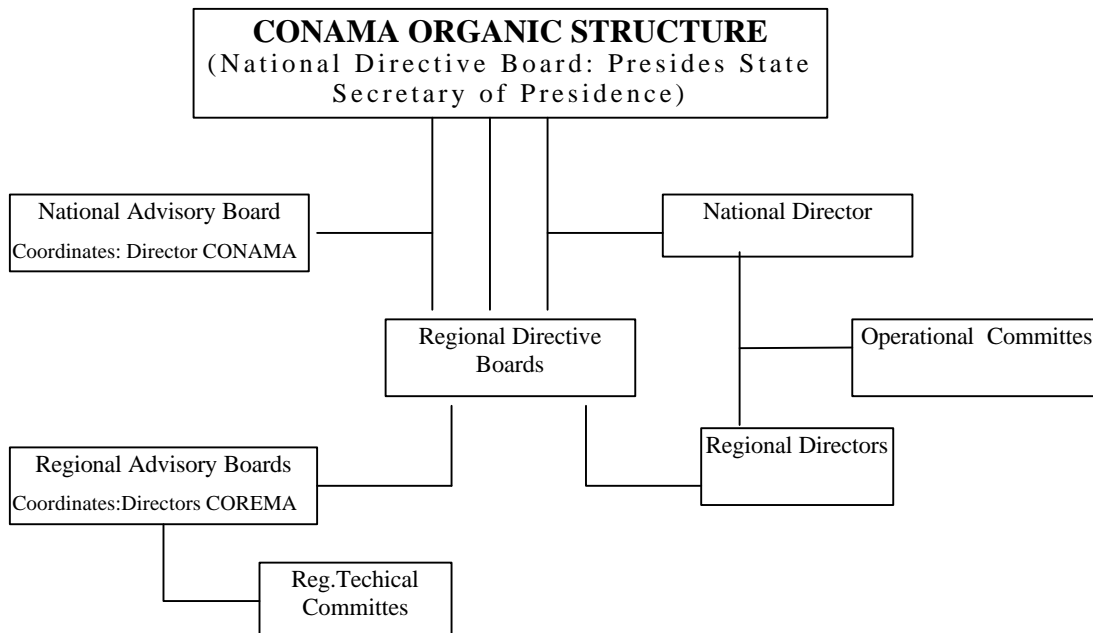 CONAMA ORGANIC STRUCTURE
(National Directive Board: Presides State
Secretary of Presidence)
National Advisory Board
Coordinates: Director CONAMA
National Director
Regional Directive
Boards
Operational Committes
Regional Advisory Boards
Coordinates:Directors COREMA
Regional Directors
Reg.Techical
Committes